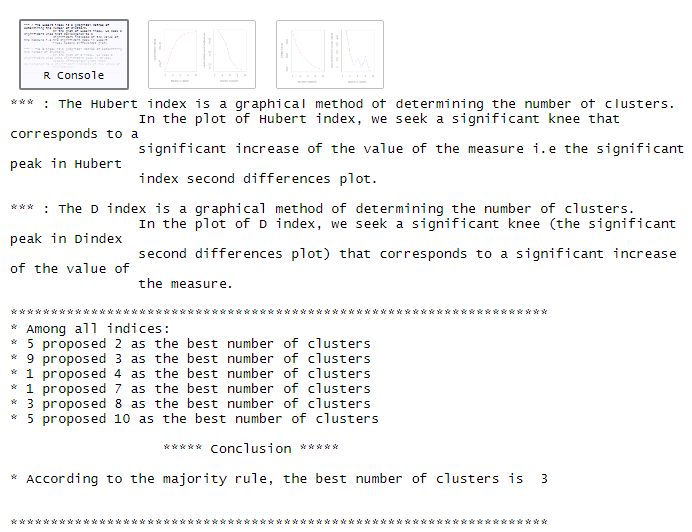 R Console
*** : The Hubert index is a graphical method of determining the number of clusters.
In the plot of Hubert index, we seek a significant knee that
corresponds to a
significant increase of the value of the measure i.e the significant
peak in Hubert
index second differences plot.
*** : The D index is a graphical method of determining the number of clusters.
In the plot of D index, we seek a significant knee (the significant
peak in Dindex
second differences plot) that corresponds to a significant increase
of the value of
the measure.
*******************************************************************
* Among all indices:
* 5 proposed 2 as the best number of clusters
* 9 proposed 3 as the best number of clusters
* 1 proposed 4 as the best number of clusters
* 1 proposed 7 as the best number of clusters
* 3 proposed 8 as the best number of clusters
* 5 proposed 10 as the best number of clusters
***** Conclusion *****
* According to the majority rule, the best number of clusters is  3
*******************************************************************